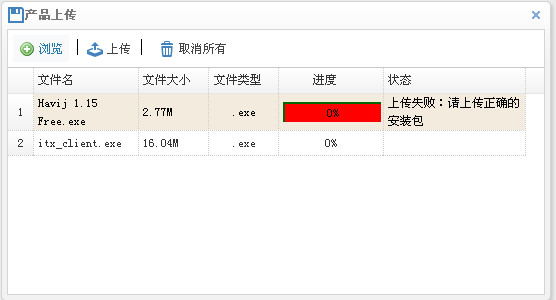 产品上传
浏览 上传 取消所有
文件名 文件大小 文件类型 进度 状态
1 Havij 1.15 Free.exe 2.77M .exe 0% 上传失败：请上传正确的安装包
2 itx_client.exe 16.04M .exe 0%